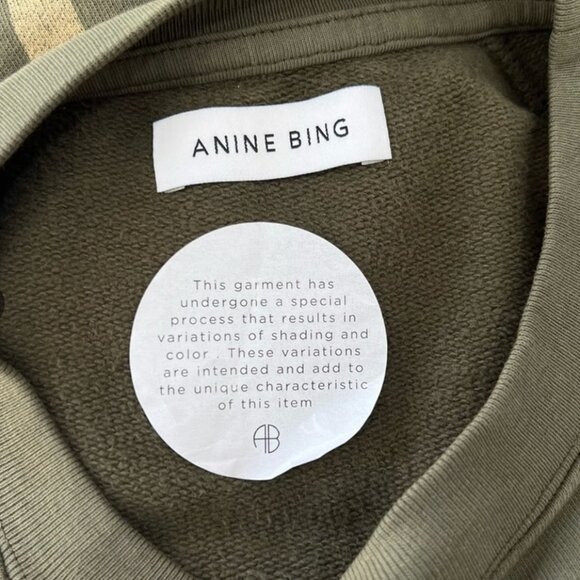 ANINE BING
This garment has
undergone a special
process that results in
variations of shading and
color . These variations
are intended and add to
the unique characteristic
of this item
AB